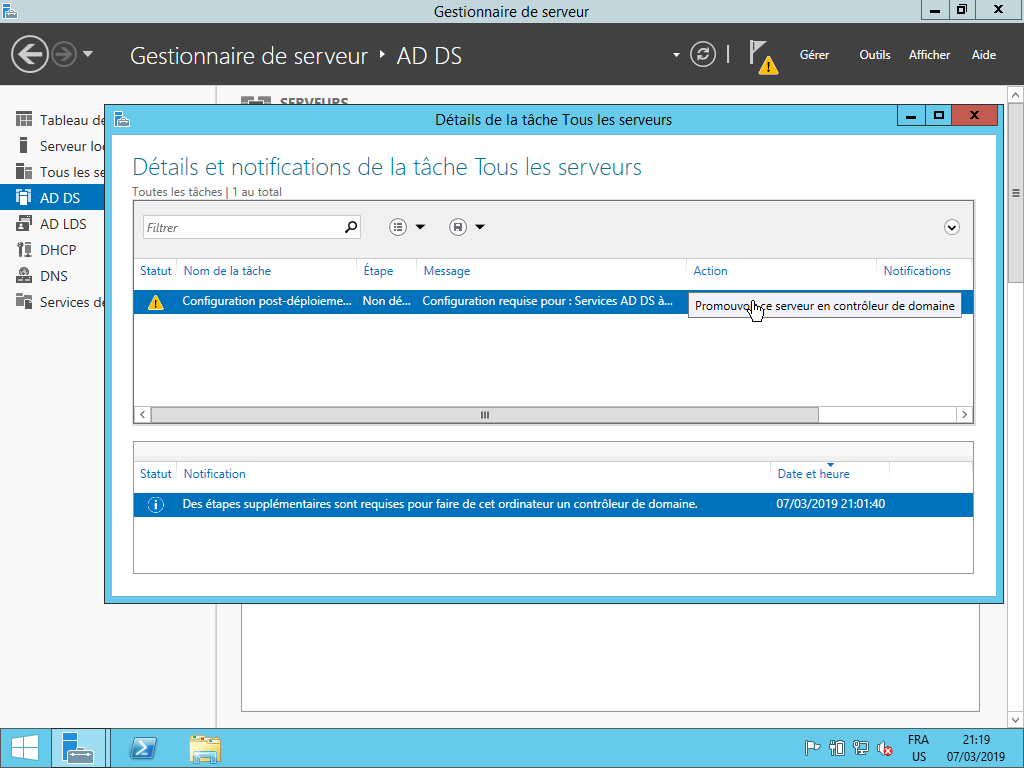 Gestionnaire de serveur
Gestionnaire de serveur ‣ AD DS
Gérer Outils Afficher Aide
SERVEURS
Tableau de
Serveur loc
Tous les se
AD DS
AD LDS
DHCP
DNS
Services de
Détails de la tâche Tous les serveurs
Détails et notifications de la tâche Tous les serveurs
Toutes les tâches | 1 au total
Filtrer
Statut Nom de la tâche Étape Message Action Notifications
Configuration post-déploieme... Non dé... Configuration requise pour : Services AD DS à... Promouvoir ce serveur en contrôleur de domaine
Statut Notification Date et heure
Des étapes supplémentaires sont requises pour faire de cet ordinateur un contrôleur de domaine. 07/03/2019 21:01:40
FRA 21:19
US 07/03/2019